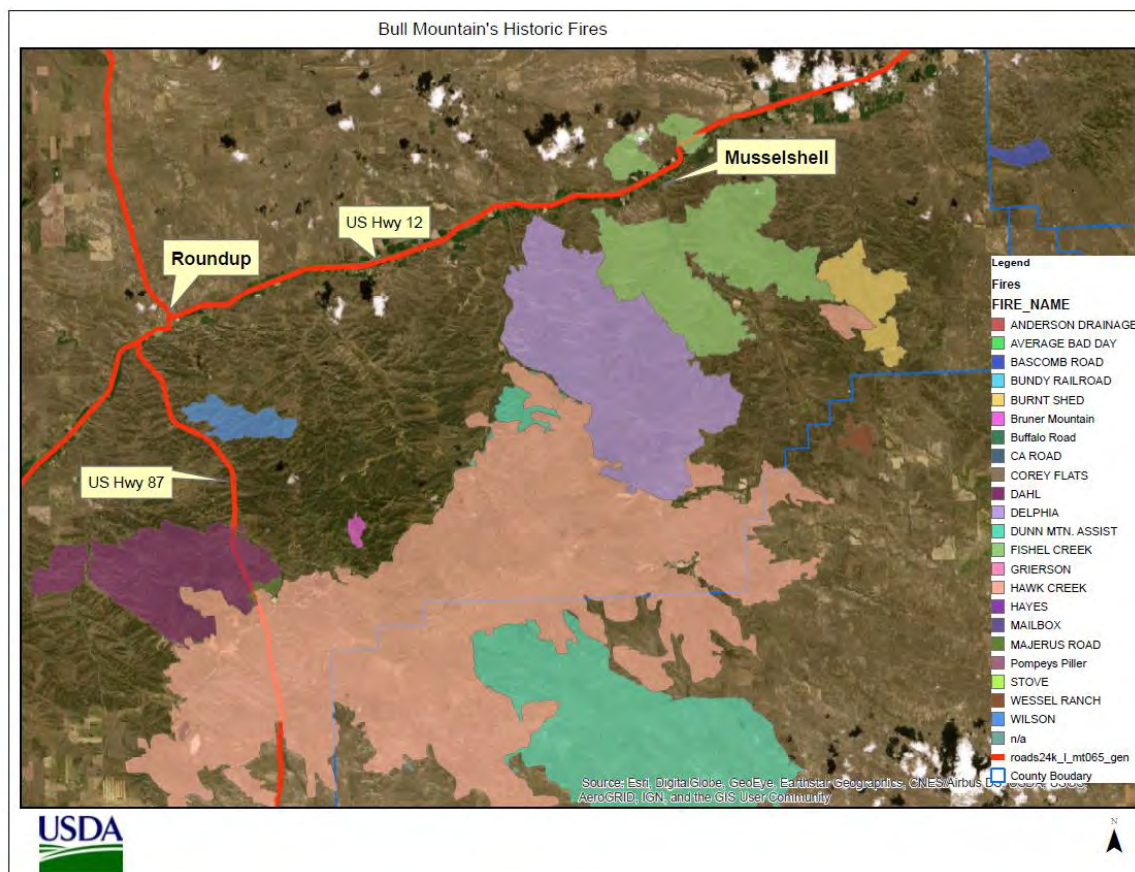 Bull Mountain's Historic Fires
Musselshell
US Hwy 12
Roundup
US Hwy 87
Legend
Fires
FIRE_NAME
ANDERSON DRAINAGE
AVERAGE BAD DAY
BASCOMB ROAD
BUNDY RAILROAD
BURNT SHED
Bruner Mountain
Buffalo Road
CA ROAD
COREY FLATS
DAHL
DELPHIA
DUNN MTN. ASSIST
FISHEL CREEK
GRIERSON
HAWK CREEK
HAYES
MAILBOX
MAJERUS ROAD
Pompeys Piller
STOVE
WESSEL RANCH
WILSON
n/a
roads24k_l_mt065_gen
County Boudary
Source: Esri, DigitalGlobe, GeoEye, Earthstar Geographics, CNES/Airbus DS, USDA, USGS,
AeroGRID, IGN, and the GIS User Community
USDA
N